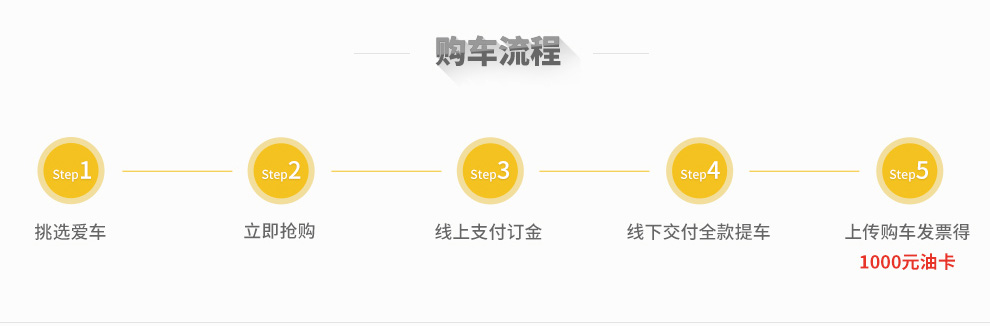 购车流程
Step1
Step2
Step3
Step4
Step5
挑选爱车
立即抢购
线上支付订金
线下交付全款提车
上传购车发票得
1000元油卡